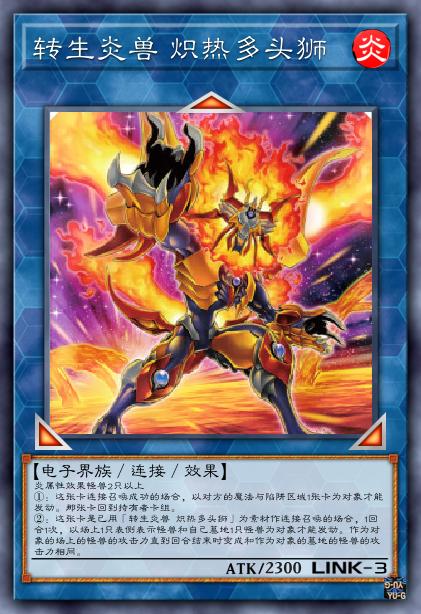 转生炎兽 炽热多头狮
炎
【电子界族／连接／效果】
炎属性效果怪兽2只以上
①：这张卡连接召唤成功的场合，以对方的魔法与陷阱区域1张卡为对象才能
发动。那张卡回到持有者卡组。
②：这张卡是已用「转生炎兽 炽热多头狮」为素材作连接召唤的场合，1回
合1次，以场上1只表侧表示怪兽和自己墓地1只怪兽为对象才能发动。作为对
象的场上的怪兽的攻击力直到回合结束时变成和作为对象的墓地的怪兽的攻
击力相同。
ATK/2300 LINK-3